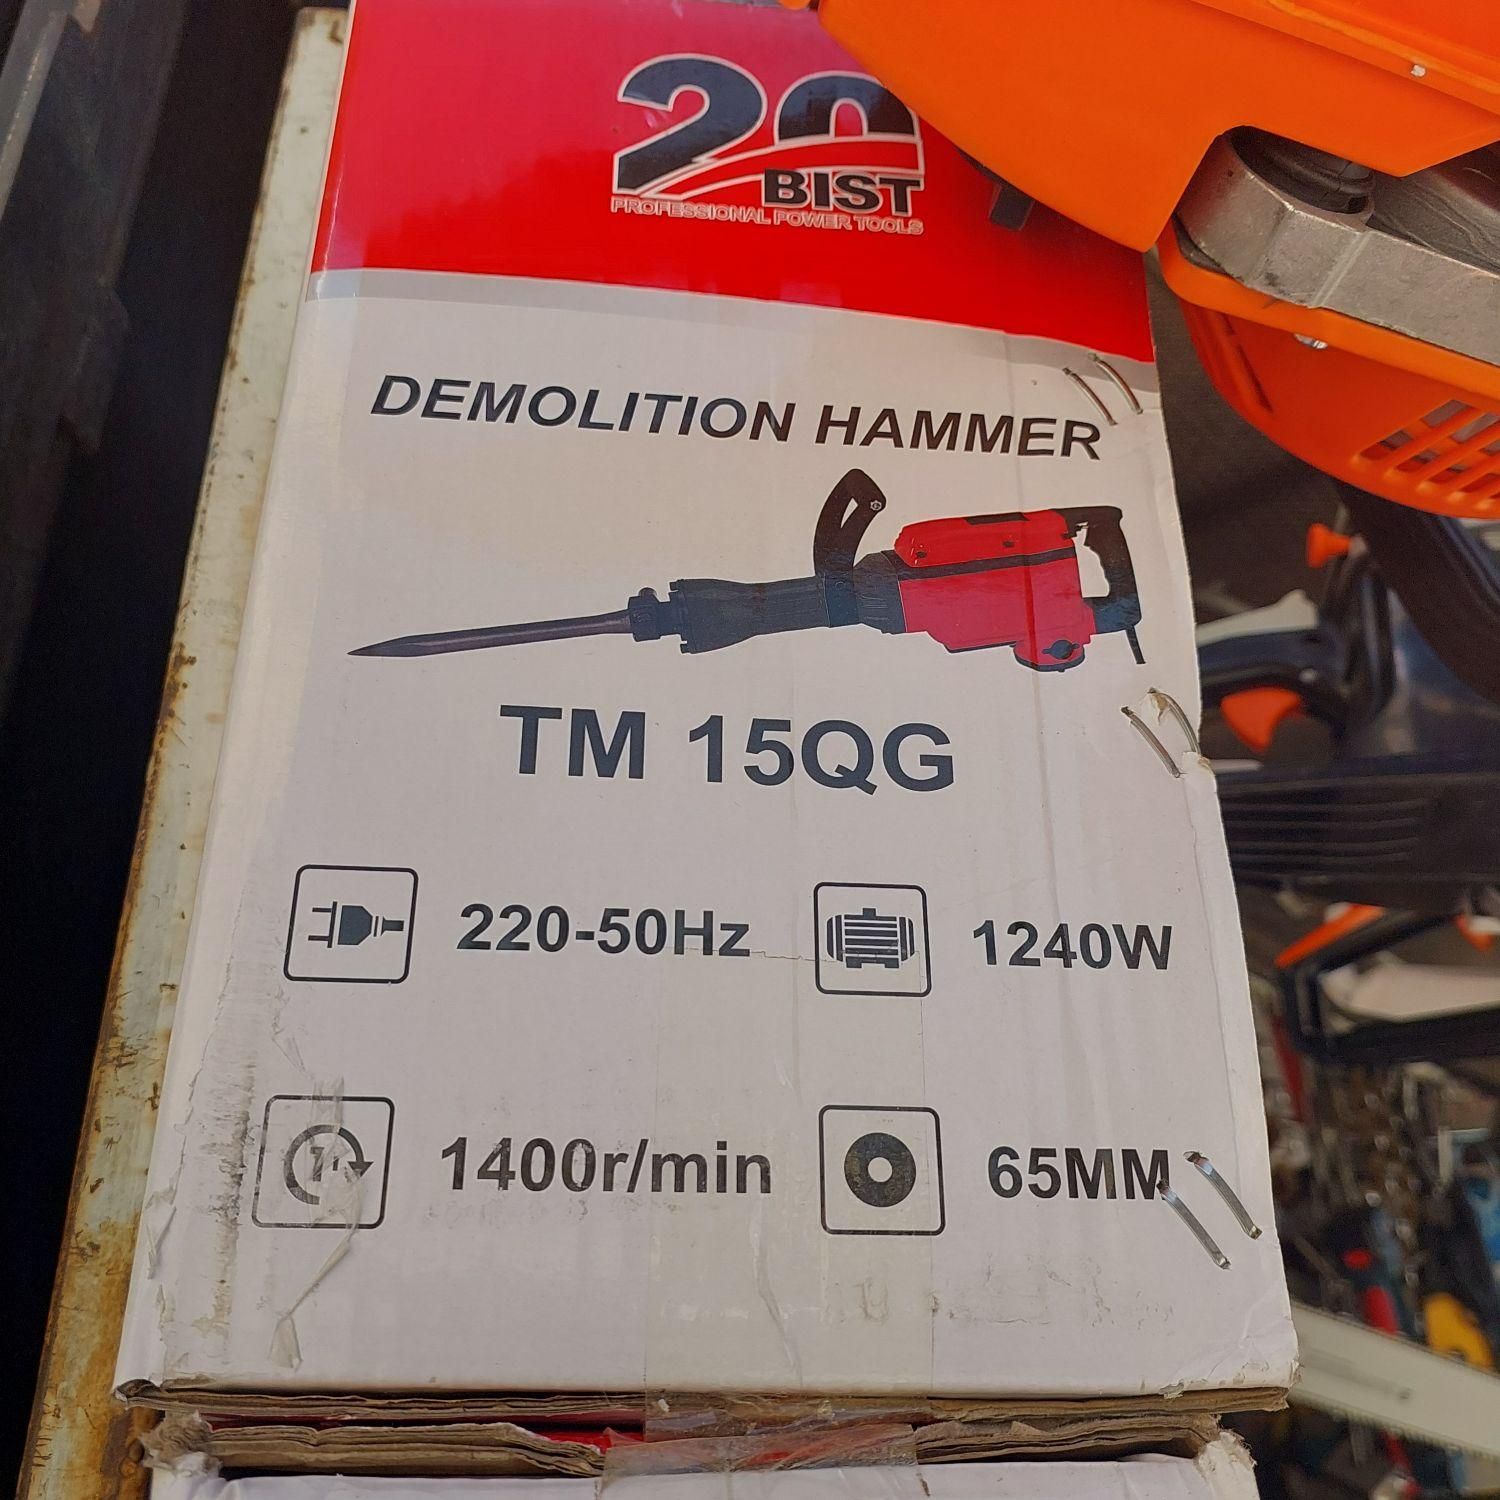 20
BIST
PROFESSIONAL POWER TOOLS
DEMOLITION HAMMER
TM 15QG
220-50Hz
1240W
1400r/min
65MM